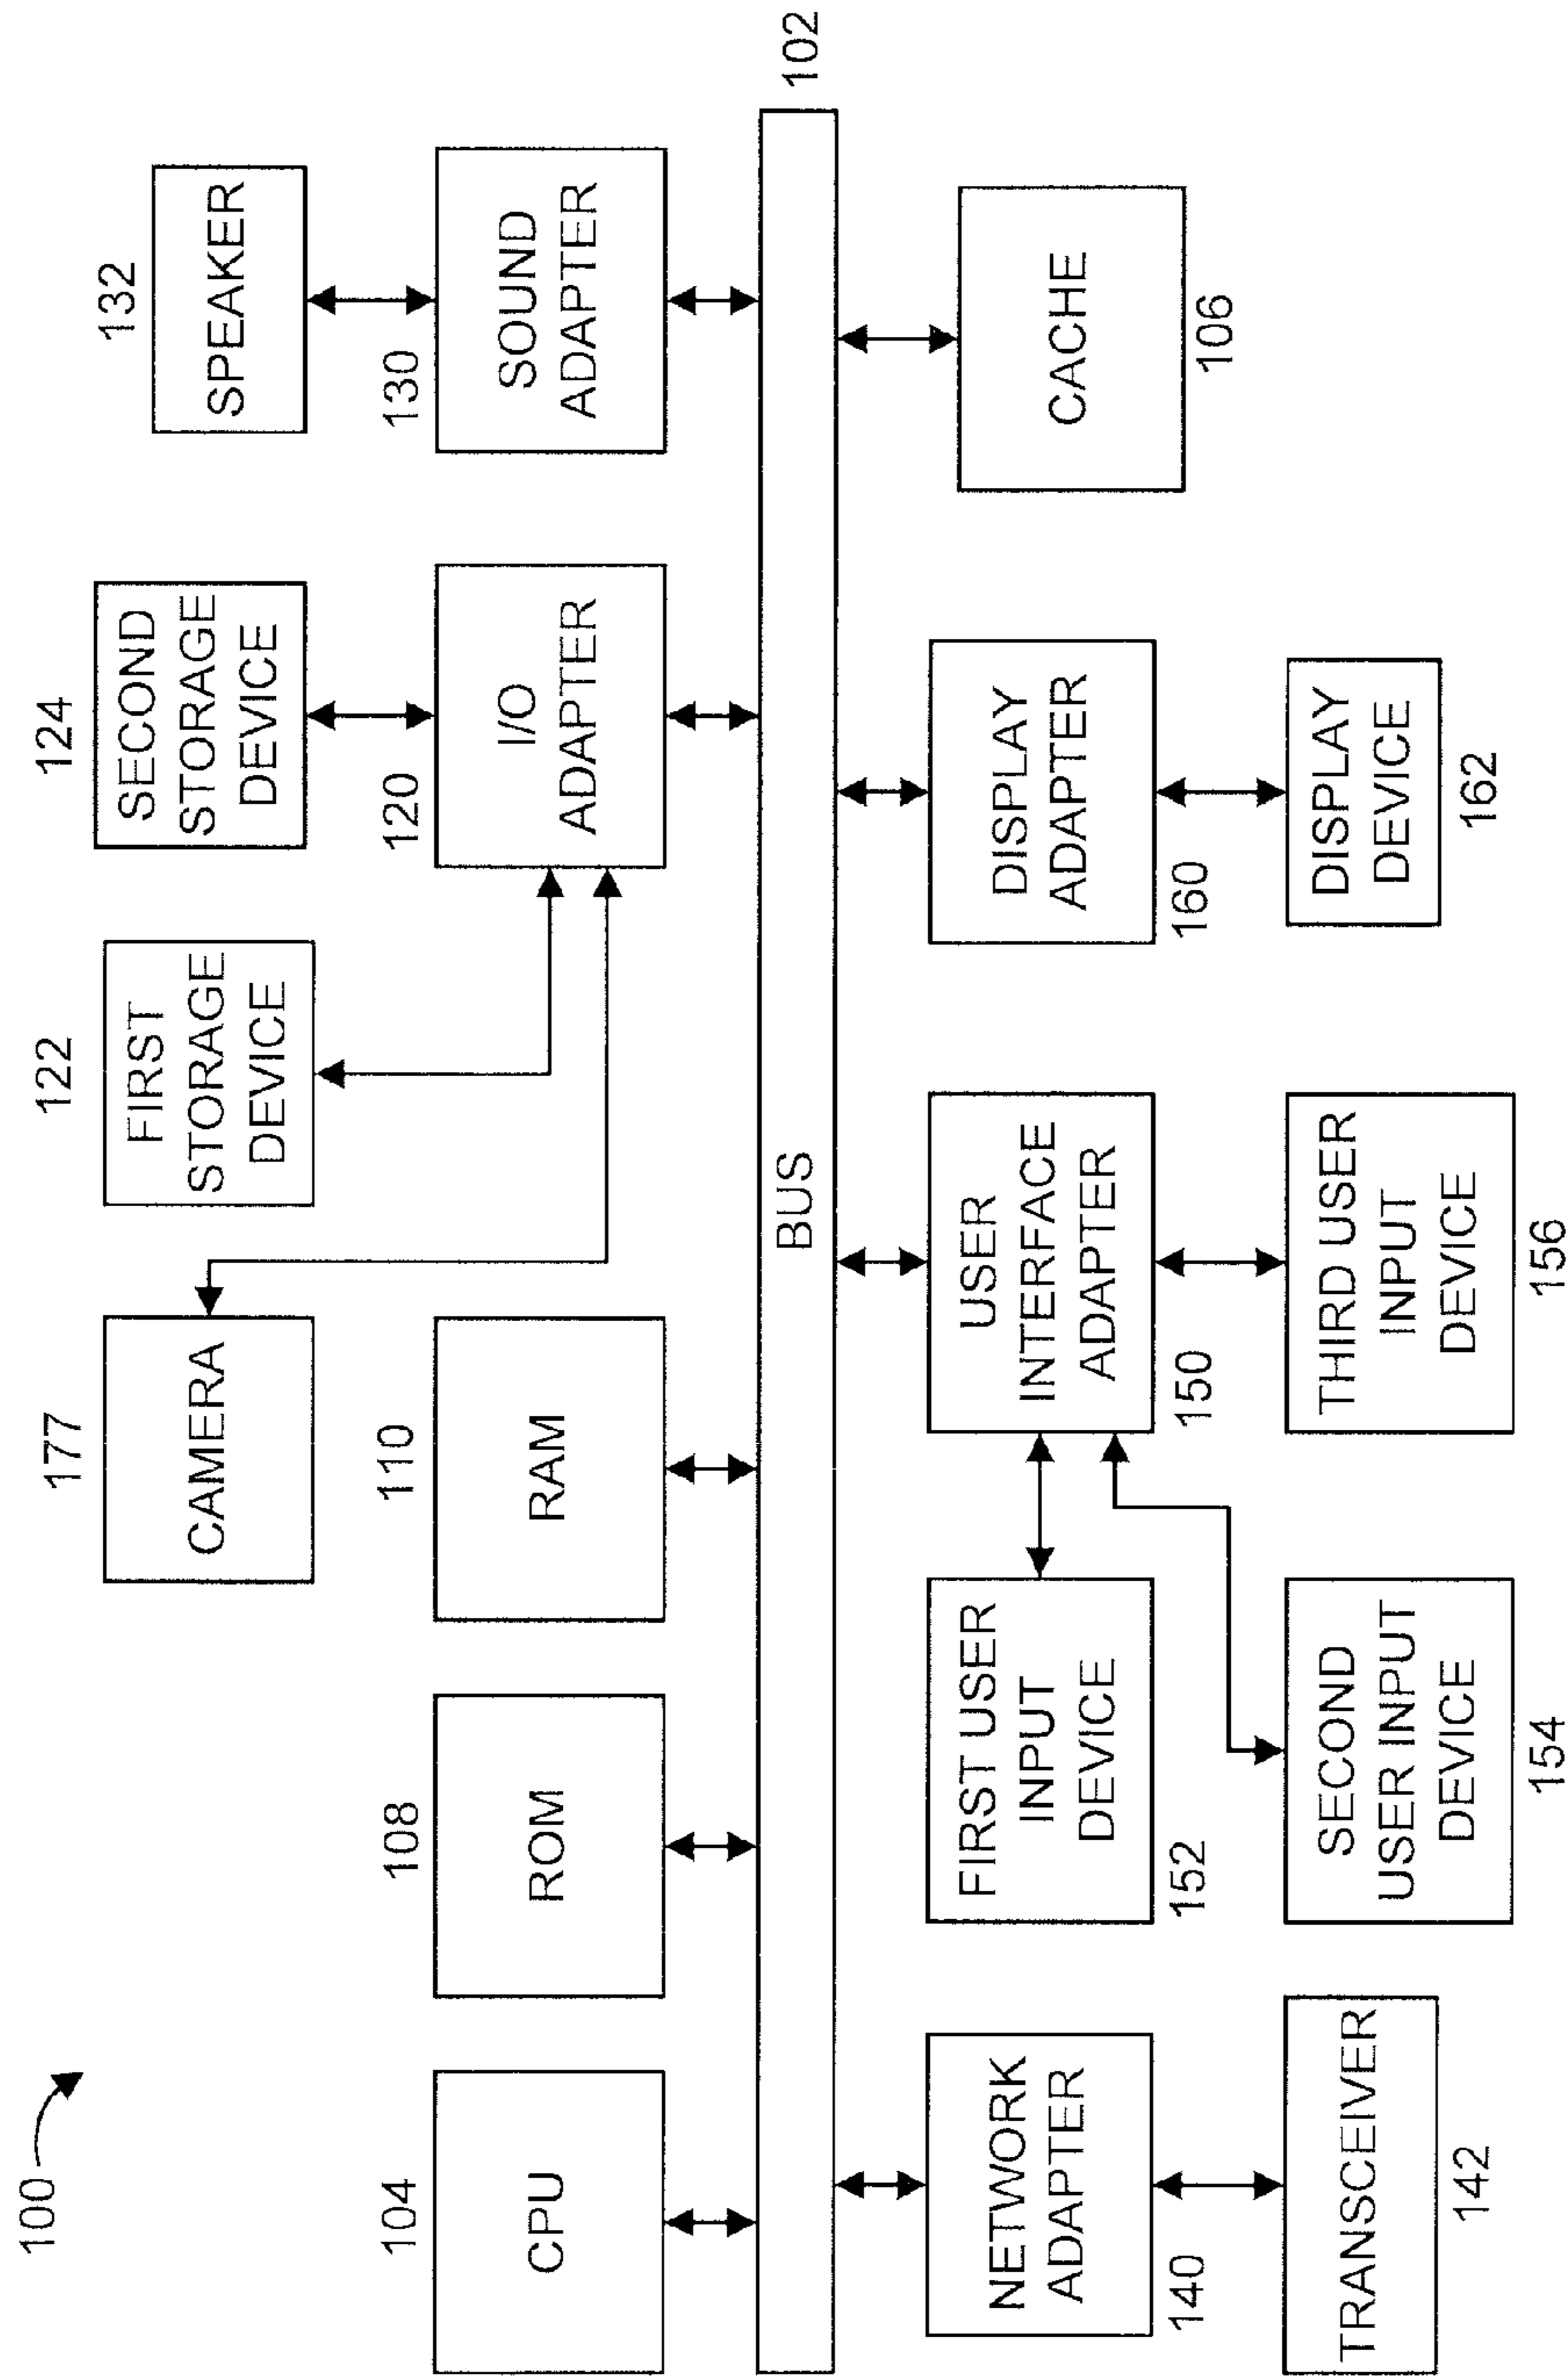 100
177
CAMERA
122
FIRST
STORAGE
DEVICE
124
SECOND
STORAGE
DEVICE
132
SPEAKER
104
CPU
108
ROM
110
RAM
120
I/O
ADAPTER
130
SOUND
ADAPTER
BUS
102
NETWORK
ADAPTER
140
FIRST USER
INPUT
DEVICE
152
USER
INTERFACE
ADAPTER
150
DISPLAY
ADAPTER
160
CACHE
106
TRANSCEIVER
142
SECOND
USER INPUT
DEVICE
154
THIRD USER
INPUT
DEVICE
156
DISPLAY
DEVICE
162